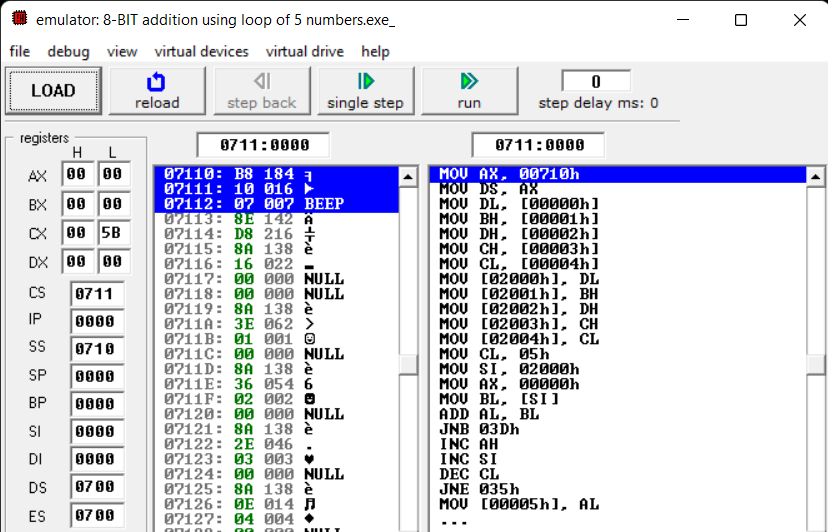 emulator: 8-BIT addition using loop of 5 numbers.exe_
file debug view virtual devices virtual drive help
LOAD reload step back single step run 0
step delay ms: 0
registers
H L
AX 00 00
BX 00 00
CX 00 5B
DX 00 00
CS 0711
IP 0000
SS 0710
SP 0000
BP 0000
SI 0000
DI 0000
DS 0700
ES 0700
0711:0000
07110: B8 184 ╕
07111: 10 016 ►
07112: 07 007 BEEP
07113: 8E 142 Ä
07114: D8 216 ╪
07115: 8A 138 è
07116: 16 022 ▬
07117: 00 000 NULL
07118: 00 000 NULL
07119: 8A 138 è
0711A: 3E 062 >
0711B: 01 001 ☺
0711C: 00 000 NULL
0711D: 8A 138 è
0711E: 36 054 6
0711F: 02 002 ☻
07120: 00 000 NULL
07121: 8A 138 è
07122: 2E 046 .
07123: 03 003 ♥
07124: 00 000 NULL
07125: 8A 138 è
07126: 0E 014 ♫
07127: 04 004 ♦
07128: 00 000 NULL
0711:0000
MOV AX, 00710h
MOV DS, AX
MOV DL, [00000h]
MOV BH, [00001h]
MOV DH, [00002h]
MOV CH, [00003h]
MOV CL, [00004h]
MOV [02000h], DL
MOV [02001h], BH
MOV [02002h], DH
MOV [02003h], CH
MOV [02004h], CL
MOV CL, 05h
MOV SI, 02000h
MOV AX, 00000h
MOV BL, [SI]
ADD AL, BL
JNB 03Dh
INC AH
INC SI
DEC CL
JNE 035h
MOV [00005h], AL
...